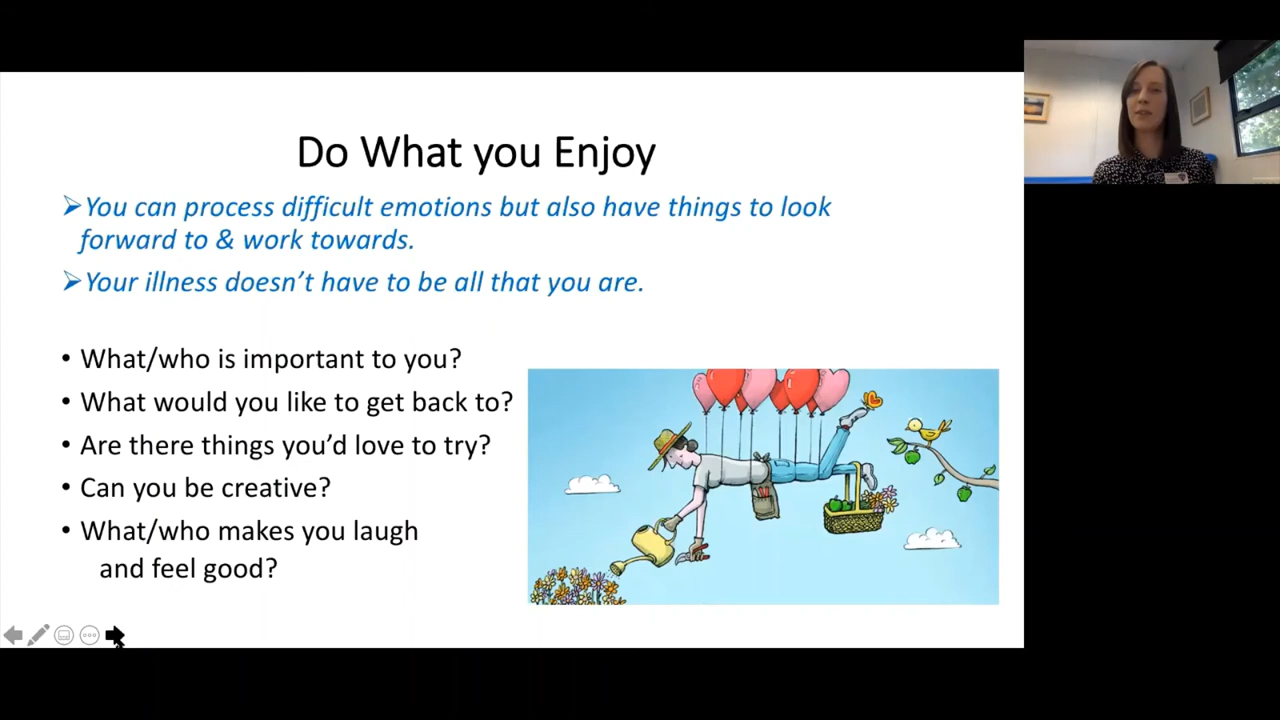 Do What you Enjoy
➢You can process difficult emotions but also have things to look
forward to & work towards.
➢Your illness doesn’t have to be all that you are.
• What/who is important to you?
• What would you like to get back to?
• Are there things you’d love to try?
• Can you be creative?
• What/who makes you laugh
and feel good?